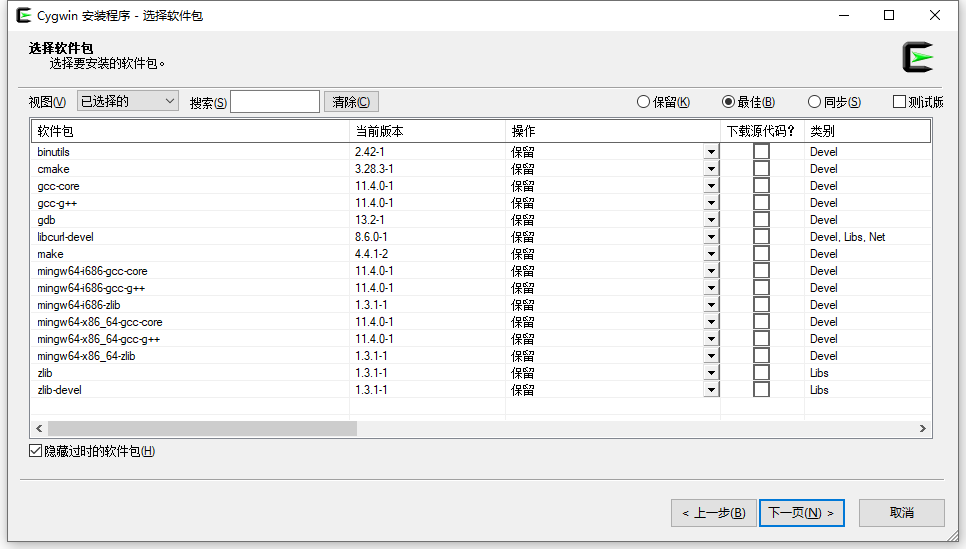 Cygwin 安装程序 - 选择软件包
选择软件包
选择要安装的软件包。
视图(V) 已选择的 搜索(S) 清除(C) 保留(K) 最佳(B) 同步(S) 测试版
软件包 当前版本 操作 下载源代码? 类别
binutils 2.42-1 保留 Devel
cmake 3.28.3-1 保留 Devel
gcc-core 11.4.0-1 保留 Devel
gcc-g++ 11.4.0-1 保留 Devel
gdb 13.2-1 保留 Devel
libcurl-devel 8.6.0-1 保留 Devel, Libs, Net
make 4.4.1-2 保留 Devel
mingw64-i686-gcc-core 11.4.0-1 保留 Devel
mingw64-i686-gcc-g++ 11.4.0-1 保留 Devel
mingw64-i686-zlib 1.3.1-1 保留 Devel
mingw64-x86_64-gcc-core 11.4.0-1 保留 Devel
mingw64-x86_64-gcc-g++ 11.4.0-1 保留 Devel
mingw64-x86_64-zlib 1.3.1-1 保留 Devel
zlib 1.3.1-1 保留 Libs
zlib-devel 1.3.1-1 保留 Libs
隐藏过时的软件包(H)
< 上一步(B) 下一页(N) > 取消